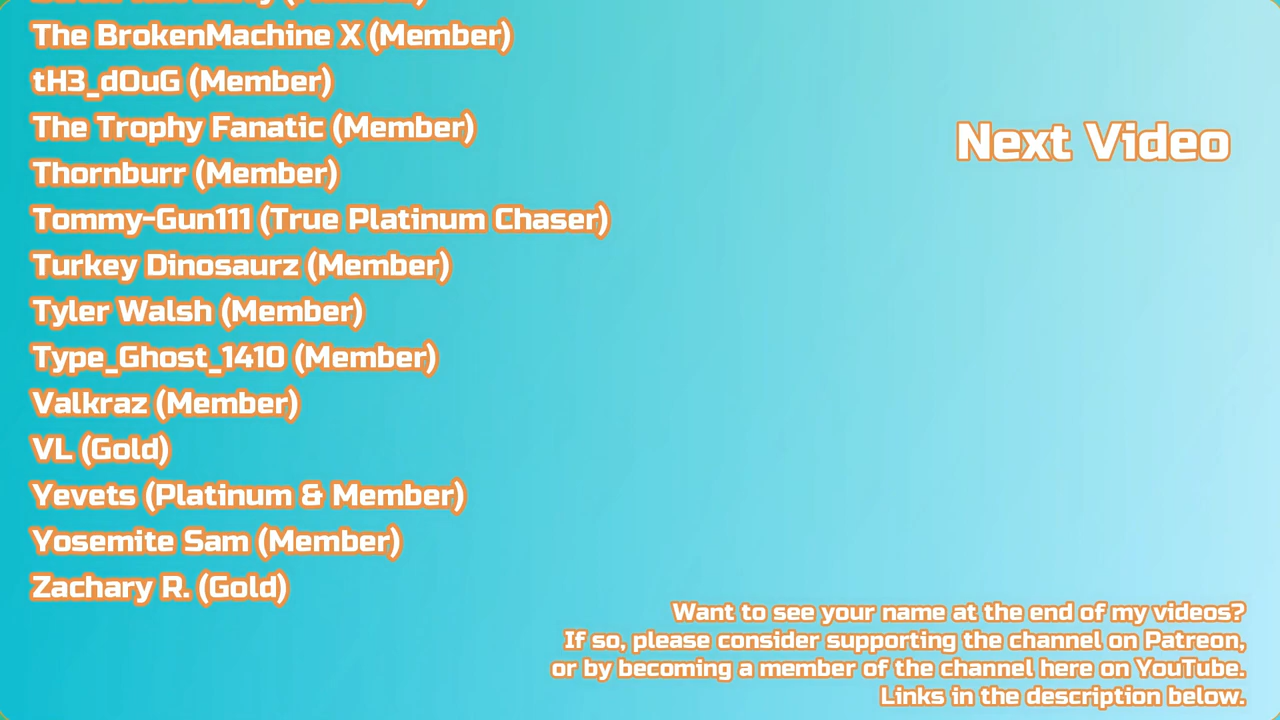 The BrokenMachine X (Member)
tH3_dOuG (Member)
The Trophy Fanatic (Member)
Thornburr (Member)
Tommy-Gun111 (True Platinum Chaser)
Turkey Dinosaurz (Member)
Tyler Walsh (Member)
Type_Ghost_1410 (Member)
Valkraz (Member)
VL (Gold)
Yevets (Platinum & Member)
Yosemite Sam (Member)
Zachary R. (Gold)
Next Video
Want to see your name at the end of my videos?
If so, please consider supporting the channel on Patreon,
or by becoming a member of the channel here on YouTube.
Links in the description below.